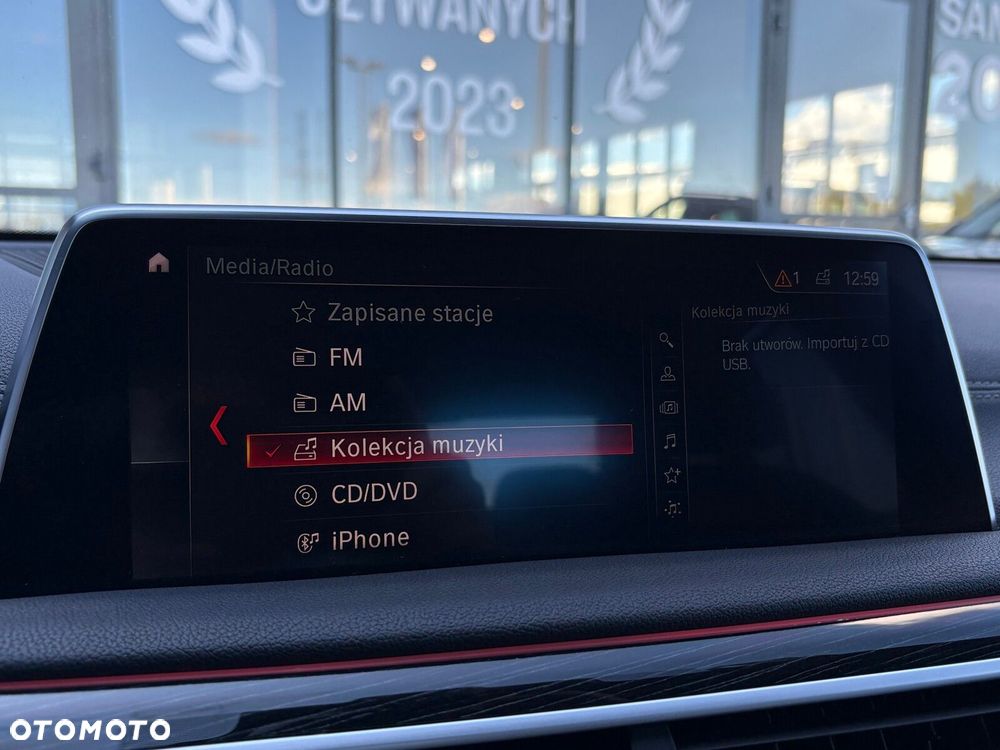 UŻYWANYCH
2023
Media/Radio
1 12:59
Zapisane stacje
FM
AM
Kolekcja muzyki
CD/DVD
iPhone
Kolekcja muzyki
Brak utworów. Importuj z CD
USB.
OTOMOTO